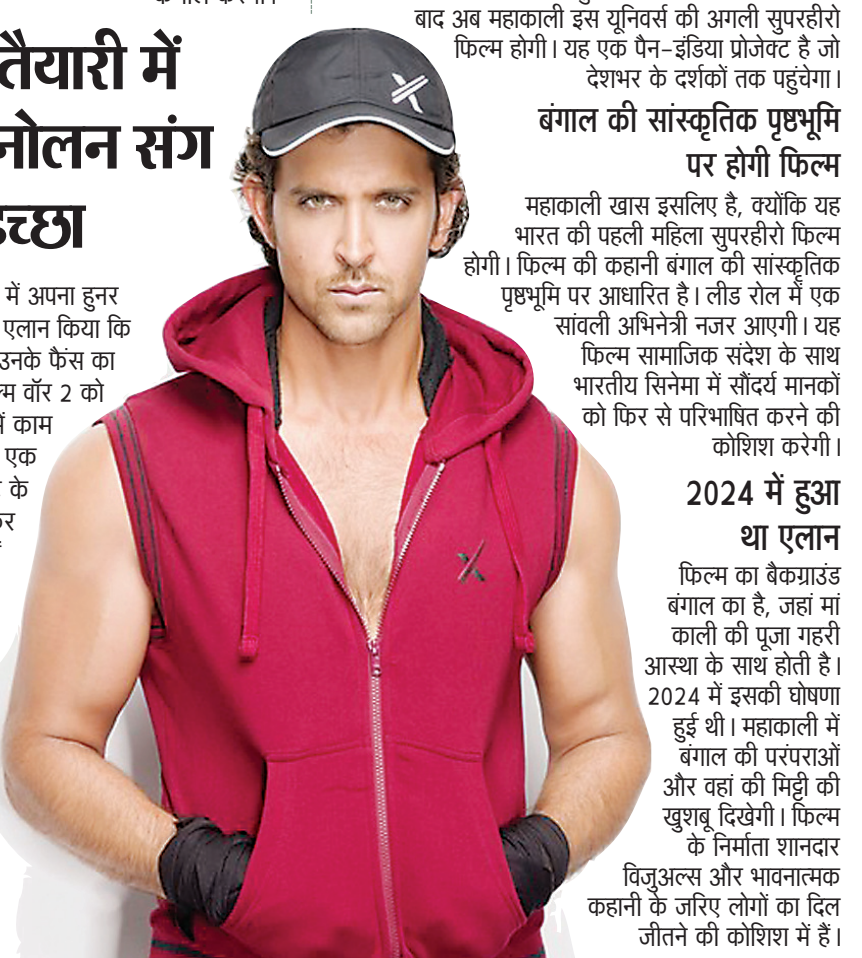 तैयारी में
नोलन संग
में अपना हुनर
एलान किया कि
उनके फैंस का
वॉर 2 को
काम
एक
के
बाद अब महाकाली इस यूनिवर्स की अगली सुपरहीरो
फिल्म होगी। यह एक पैन-इंडिया प्रोजेक्ट है जो
देशभर के दर्शकों तक पहुंचेगा।
बंगाल की सांस्कृतिक पृष्ठभूमि
पर होगी फिल्म
महाकाली खास इसलिए है, क्योंकि यह
भारत की पहली महिला सुपरहीरो फिल्म
होगी। फिल्म की कहानी बंगाल की सांस्कृतिक
पृष्ठभूमि पर आधारित है। लीड रोल में एक
सांवली अभिनेत्री नजर आएगी। यह
फिल्म सामाजिक संदेश के साथ
भारतीय सिनेमा में सौंदर्य मानकों
को फिर से परिभाषित करने की
कोशिश करेगी।
2024 में हुआ
था एलान
फिल्म का बैकग्राउंड
बंगाल का है, जहां मां
काली की पूजा गहरी
आस्था के साथ होती है।
2024 में इसकी घोषणा
हुई थी। महाकाली में
बंगाल की परंपराओं
और वहां की मिट्टी की
खुशबू दिखेगी। फिल्म
के निर्माता शानदार
विजुअल्स और भावनात्मक
कहानी के जरिए लोगों का दिल
जीतने की कोशिश में हैं।